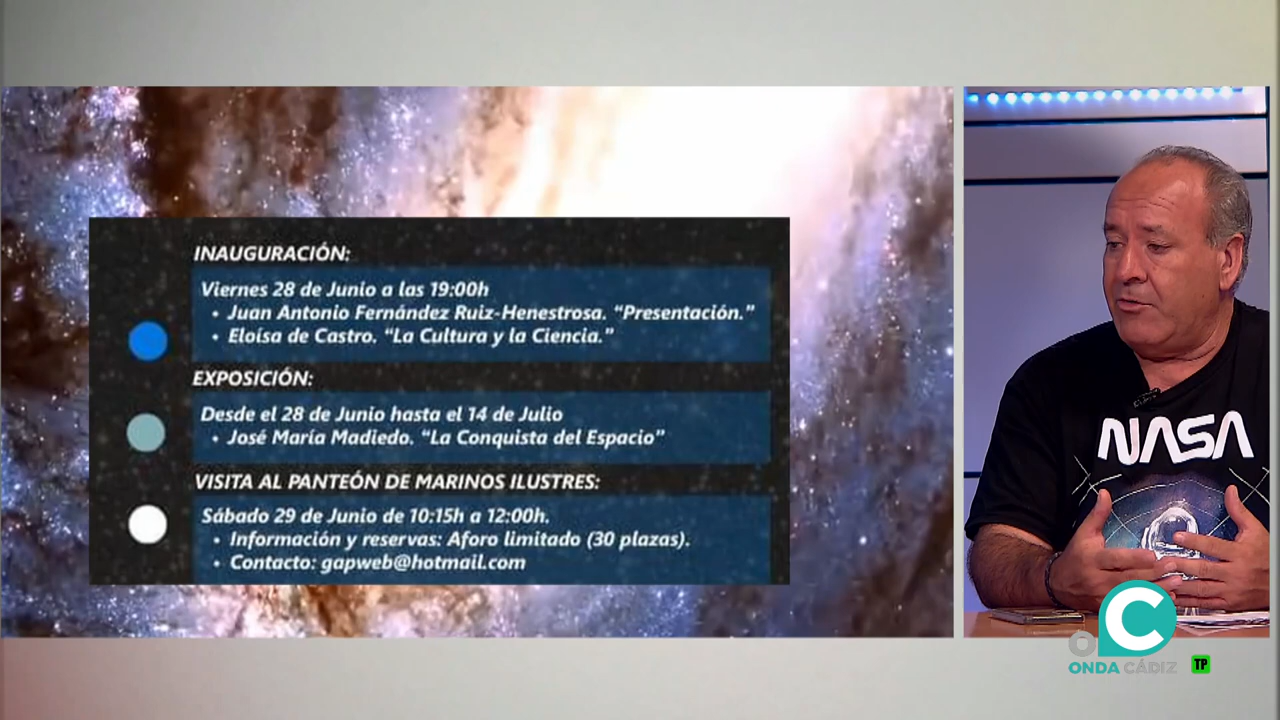 INAUGURACIÓN:
Viernes 28 de Junio a las 19:00h
• Juan Antonio Fernández Ruiz-Henestrosa. “Presentación.”
• Eloísa de Castro. “La Cultura y la Ciencia.”
EXPOSICIÓN:
Desde el 28 de Junio hasta el 14 de Julio
• José María Madiedo. “La Conquista del Espacio”
VISITA AL PANTEÓN DE MARINOS ILUSTRES:
Sábado 29 de Junio de 10:15h a 12:00h.
• Información y reservas: Aforo limitado (30 plazas).
• Contacto: gapweb@hotmail.com
NASA
OC
ONDA CÁDIZ
TP